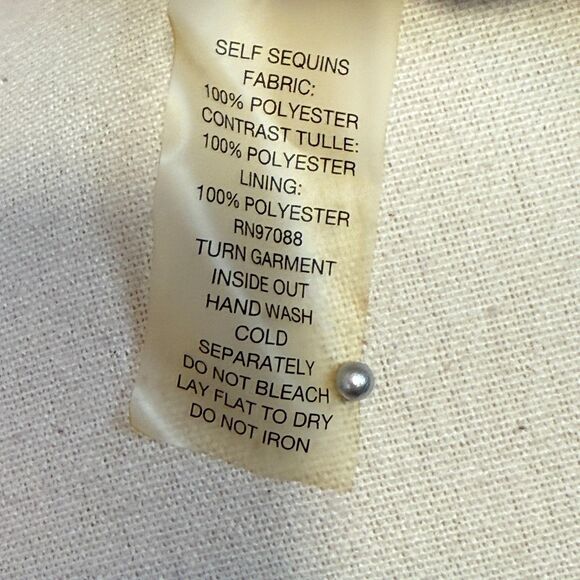 SELF SEQUINS
FABRIC:
100% POLYESTER
CONTRAST TULLE:
100% POLYESTER
LINING:
100% POLYESTER
RN97088
TURN GARMENT
INSIDE OUT
HAND WASH
COLD
SEPARATELY
DO NOT BLEACH
LAY FLAT TO DRY
DO NOT IRON